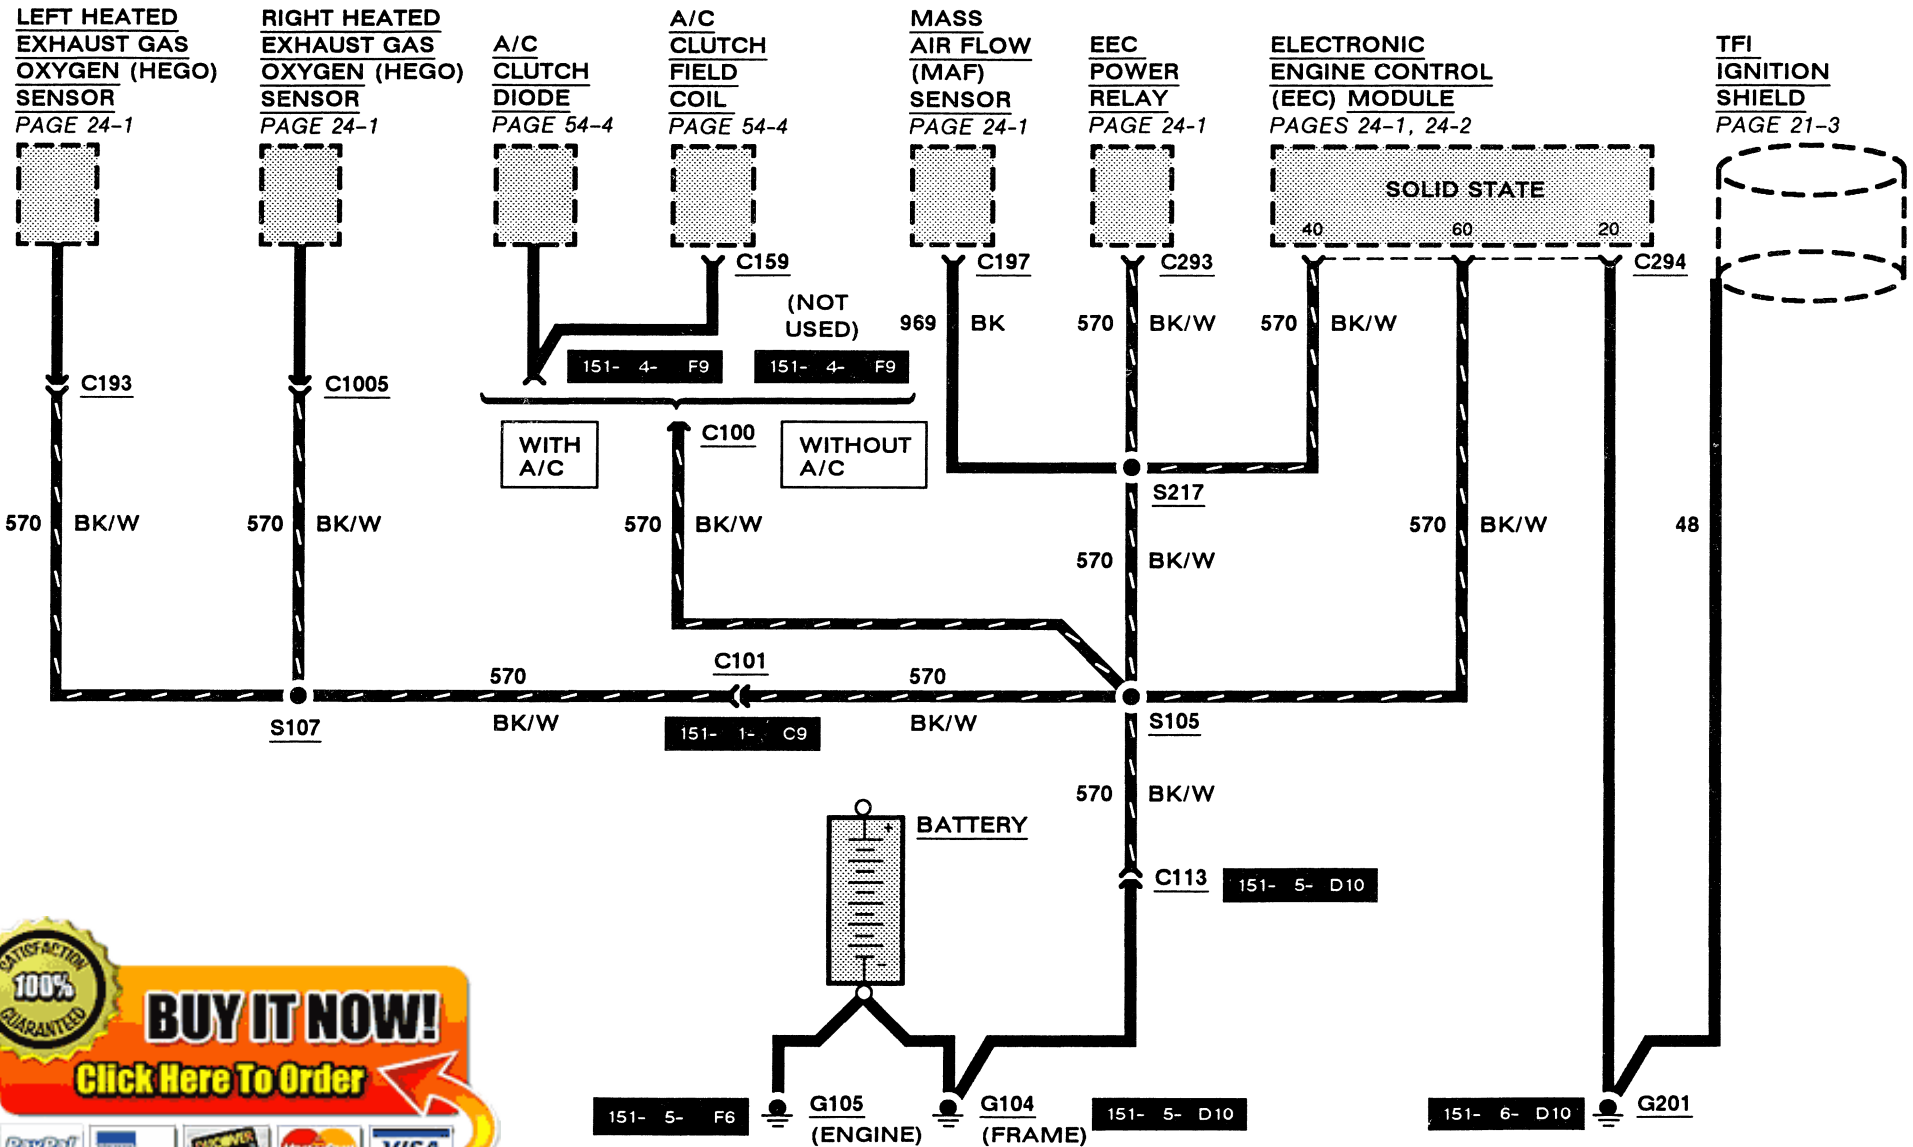 LEFT HEATED
EXHAUST GAS
OXYGEN (HEGO)
SENSOR
PAGE 24-1
RIGHT HEATED
EXHAUST GAS
OXYGEN (HEGO)
SENSOR
PAGE 24-1
A/C
CLUTCH
DIODE
PAGE 54-4
A/C
CLUTCH
FIELD
COIL
PAGE 54-4
MASS
AIR FLOW
(MAF)
SENSOR
PAGE 24-1
EEC
POWER
RELAY
PAGE 24-1
ELECTRONIC
ENGINE CONTROL
(EEC) MODULE
PAGES 24-1, 24-2
TFI
IGNITION
SHIELD
PAGE 21-3
SOLID STATE
40 60 20
C159
C197
C293
C294
(NOT
USED)
969 BK
570 BK/W
570 BK/W
151- 4- F9
151- 4- F9
C193
C1005
WITH
A/C
C100
WITHOUT
A/C
S217
570 BK/W
570 BK/W
570 BK/W
570 BK/W
48
570 BK/W
C101
570
570
S107
BK/W
151- 1- C9
BK/W
S105
570 BK/W
BATTERY
+
-
C113
151- 5- D10
SATISFACTION
100%
GUARANTEED
BUY IT NOW!
Click Here To Order
PayPal
DISCOVER
MasterCard
VISA
151- 5- F6
G105
(ENGINE)
G104
(FRAME)
151- 5- D10
151- 6- D10
G201